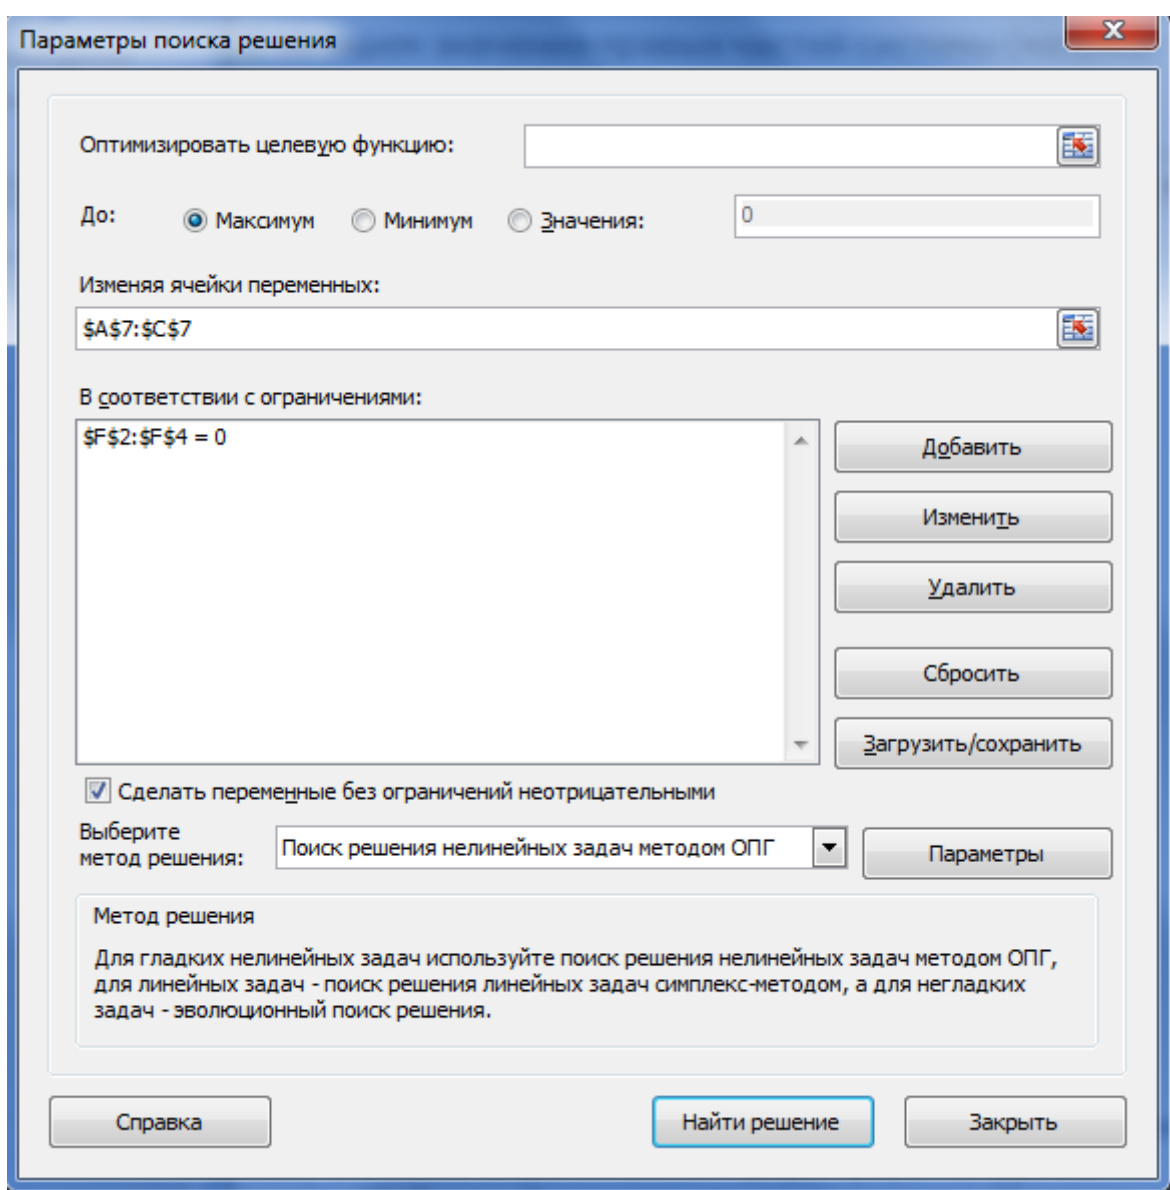 Параметры поиска решения
Оптимизировать целевую функцию:
До: Максимум Минимум Значения: 0
Изменяя ячейки переменных:
$A$7:$C$7
В соответствии с ограничениями:
$F$2:$F$4 = 0
Добавить
Изменить
Удалить
Сбросить
Загрузить/сохранить
Сделать переменные без ограничений неотрицательными
Выберите
метод решения:
Поиск решения нелинейных задач методом ОПГ
Параметры
Метод решения
Для гладких нелинейных задач используйте поиск решения нелинейных задач методом ОПГ,
для линейных задач - поиск решения линейных задач симплекс-методом, а для негладких
задач - эволюционный поиск решения.
Справка Найти решение Закрыть